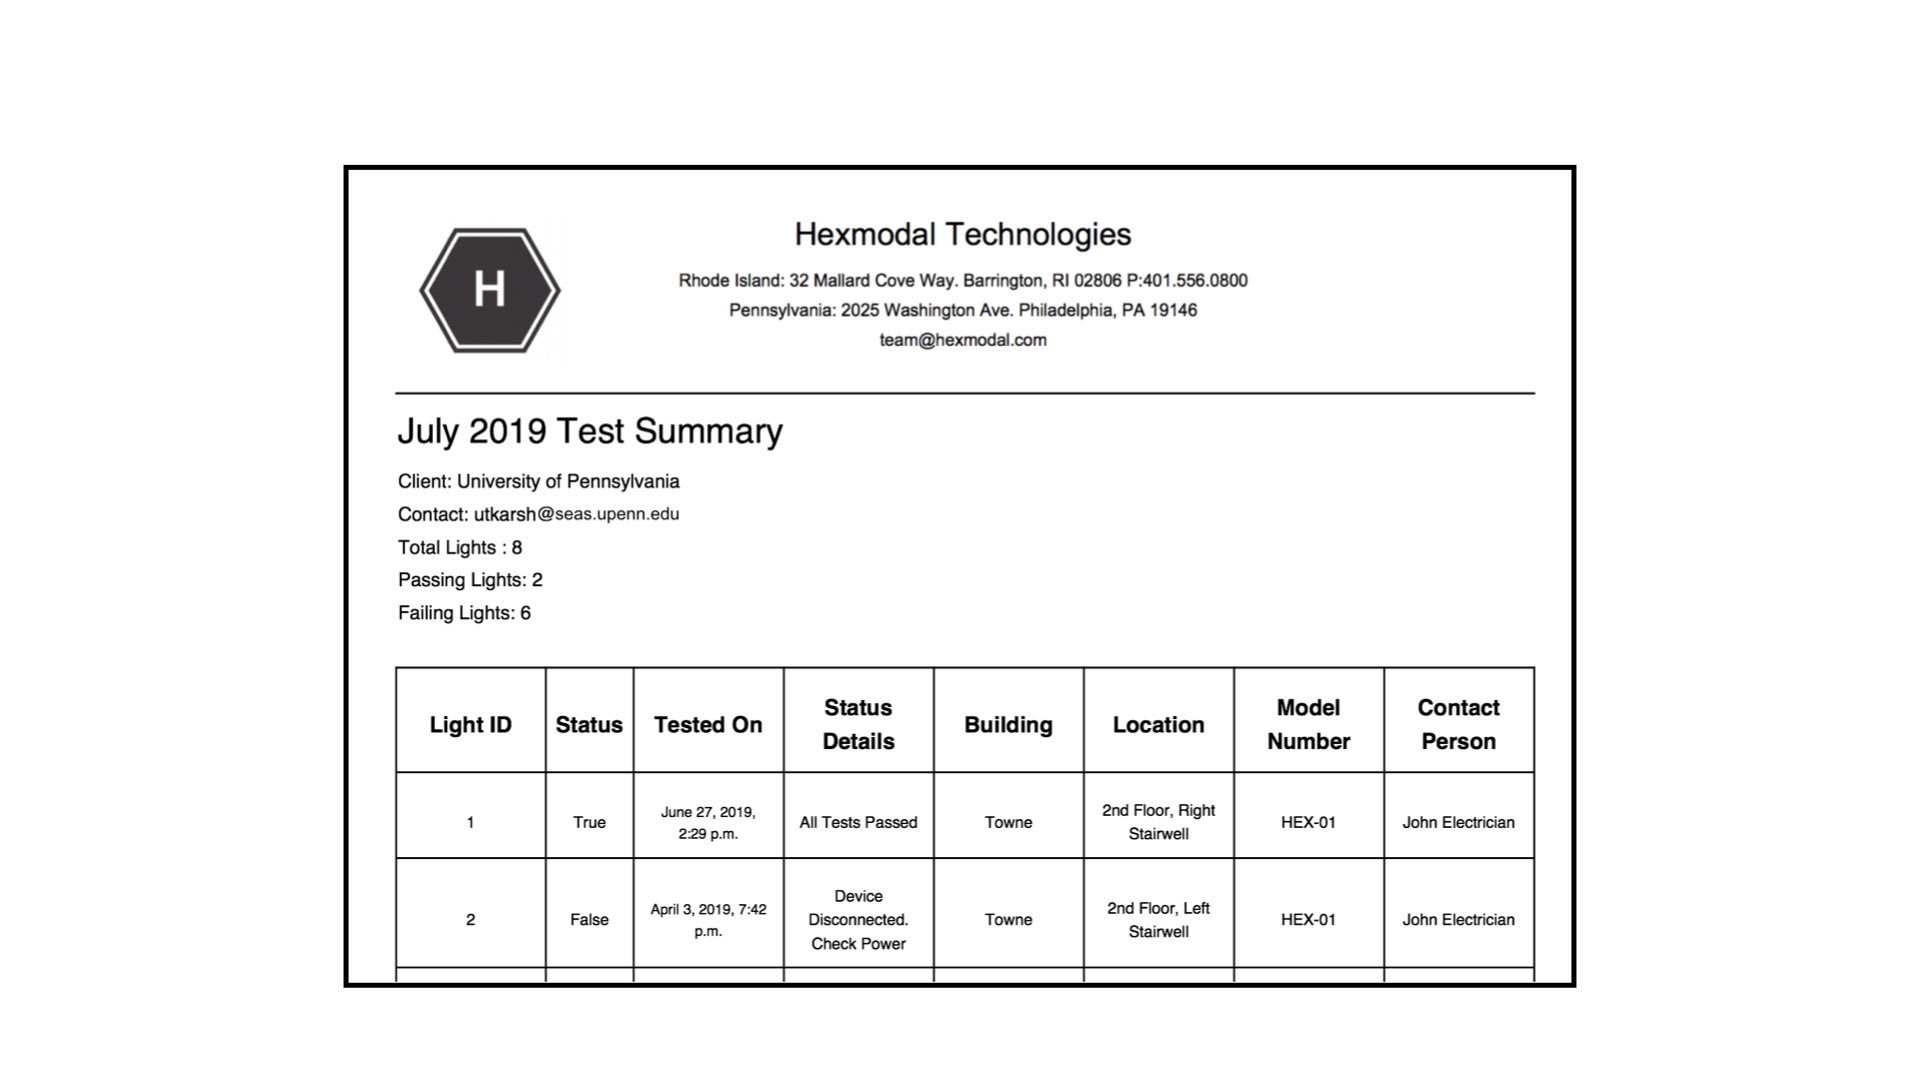 H
Hexmodal Technologies
Rhode Island: 32 Mallard Cove Way. Barrington, RI 02806 P:401.556.0800
Pennsylvania: 2025 Washington Ave. Philadelphia, PA 19146
team@hexmodal.com
July 2019 Test Summary
Client: University of Pennsylvania
Contact: utkarsh@seas.upenn.edu
Total Lights : 8
Passing Lights: 2
Failing Lights: 6
Light ID
Status
Tested On
Status
Details
Building
Location
Model
Number
Contact
Person
1
True
June 27, 2019,
2:29 p.m.
All Tests Passed
Towne
2nd Floor, Right
Stairwell
HEX-01
John Electrician
2
False
April 3, 2019, 7:42
p.m.
Device
Disconnected.
Check Power
Towne
2nd Floor, Left
Stairwell
HEX-01
John Electrician